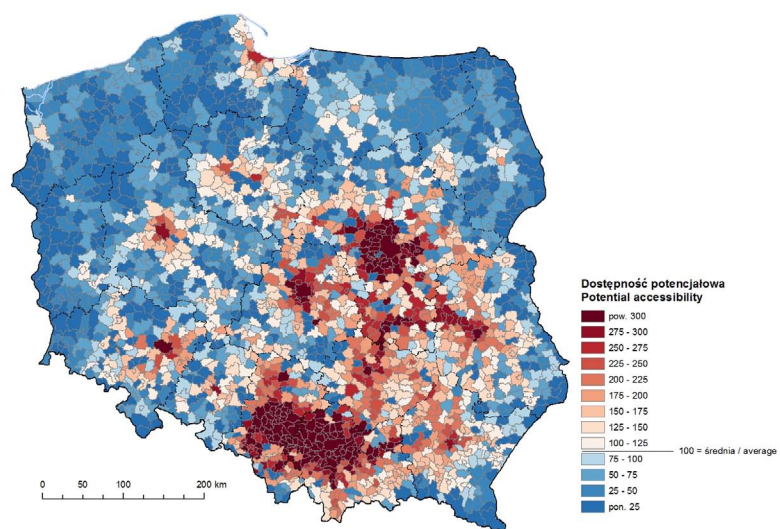 Dostępność potencjałowa
Potential accessibility
pow. 300
275 - 300
250 - 275
225 - 250
200 - 225
175 - 200
150 - 175
125 - 150
100 - 125
100 = średnia / average
75 - 100
50 - 75
25 - 50
pon. 25
0 50 100 200 km